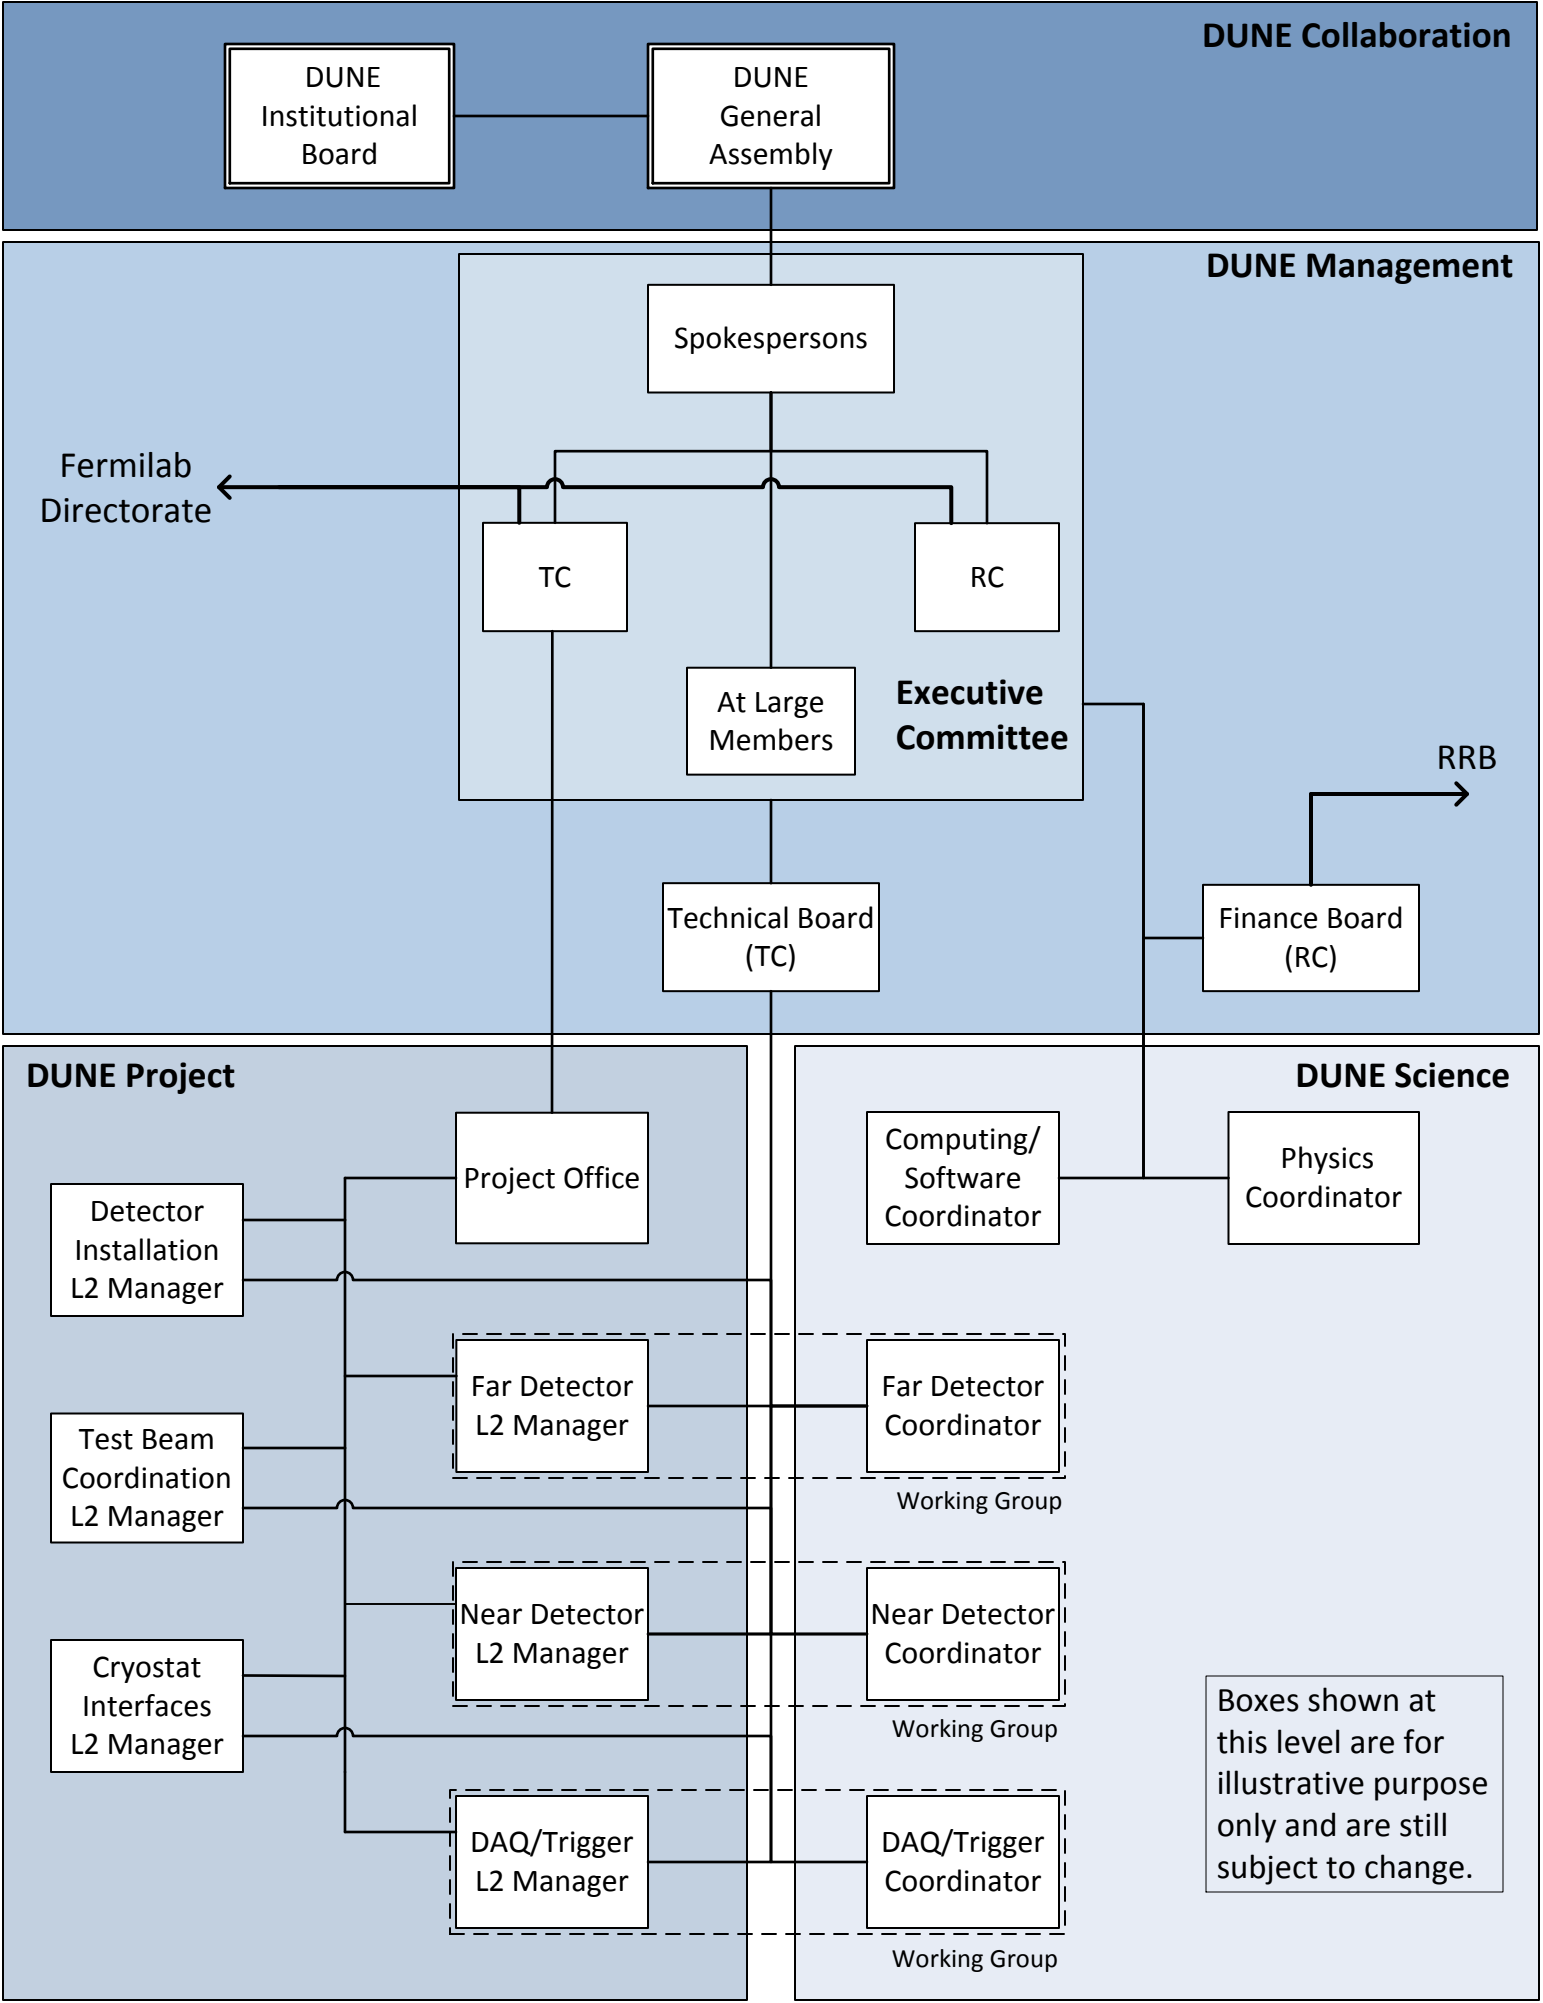 DUNE Collaboration
DUNE
Institutional
Board
DUNE
General
Assembly
DUNE Management
Spokespersons
Fermilab
Directorate
TC
RC
At Large
Members
Executive
Committee
RRB
Technical Board
(TC)
Finance Board
(RC)
DUNE Project
Project Office
Detector
Installation
L2 Manager
Far Detector
L2 Manager
Test Beam
Coordination
L2 Manager
Near Detector
L2 Manager
Cryostat
Interfaces
L2 Manager
DAQ/Trigger
L2 Manager
DUNE Science
Computing/
Software
Coordinator
Physics
Coordinator
Far Detector
Coordinator
Working Group
Near Detector
Coordinator
Working Group
DAQ/Trigger
Coordinator
Working Group
Boxes shown at
this level are for
illustrative purpose
only and are still
subject to change.